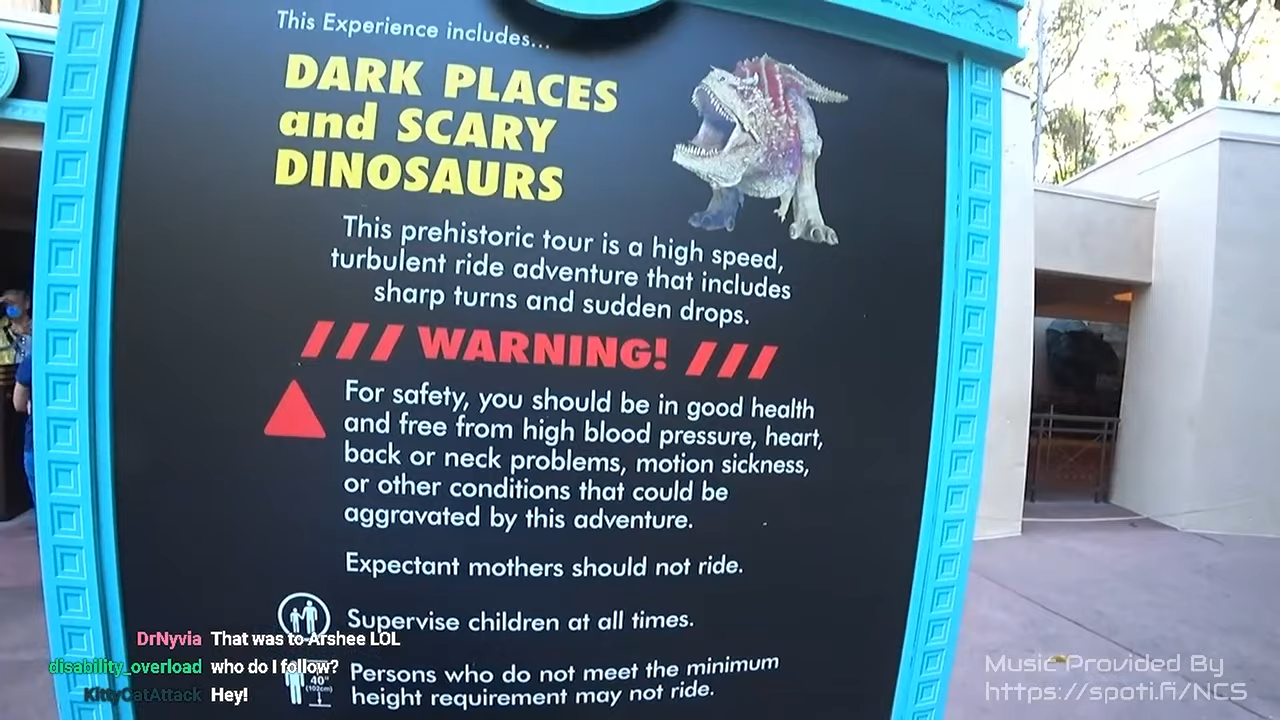 This Experience includes...
DARK PLACES
and SCARY
DINOSAURS
This prehistoric tour is a high speed,
turbulent ride adventure that includes
sharp turns and sudden drops.
WARNING!
For safety, you should be in good health
and free from high blood pressure, heart,
back or neck problems, motion sickness,
or other conditions that could be
aggravated by this adventure.
Expectant mothers should not ride.
Supervise children at all times.
40"
(102cm)
Persons who do not meet the minimum
height requirement may not ride.
DrNyvia That was to Arshee LOL
disability_overload who do I follow?
KittyCatAttack Hey!
Music Provided By
https://spoti.fi/NCS